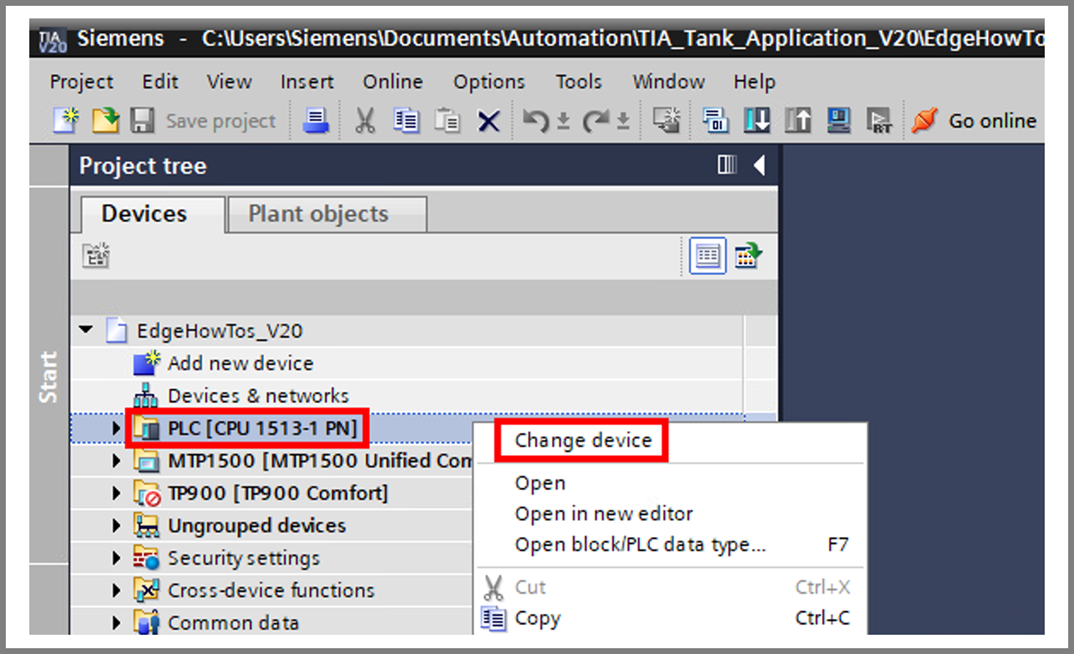 TIA V20 Siemens - C:\Users\Siemens\Documents\Automation\TIA_Tank_Application_V20\EdgeHowTo
Project Edit View Insert Online Options Tools Window Help
Save project
RT
Go online
Start
Project tree
Devices Plant objects
EdgeHowTos_V20
Add new device
Devices & networks
PLC [CPU 1513-1 PN]
MTP1500 [MTP1500 Unified Com
TP900 [TP900 Comfort]
Ungrouped devices
Security settings
Cross-device functions
Common data
Change device
Open
Open in new editor
Open block/PLC data type... F7
Cut Ctrl+X
Copy Ctrl+C